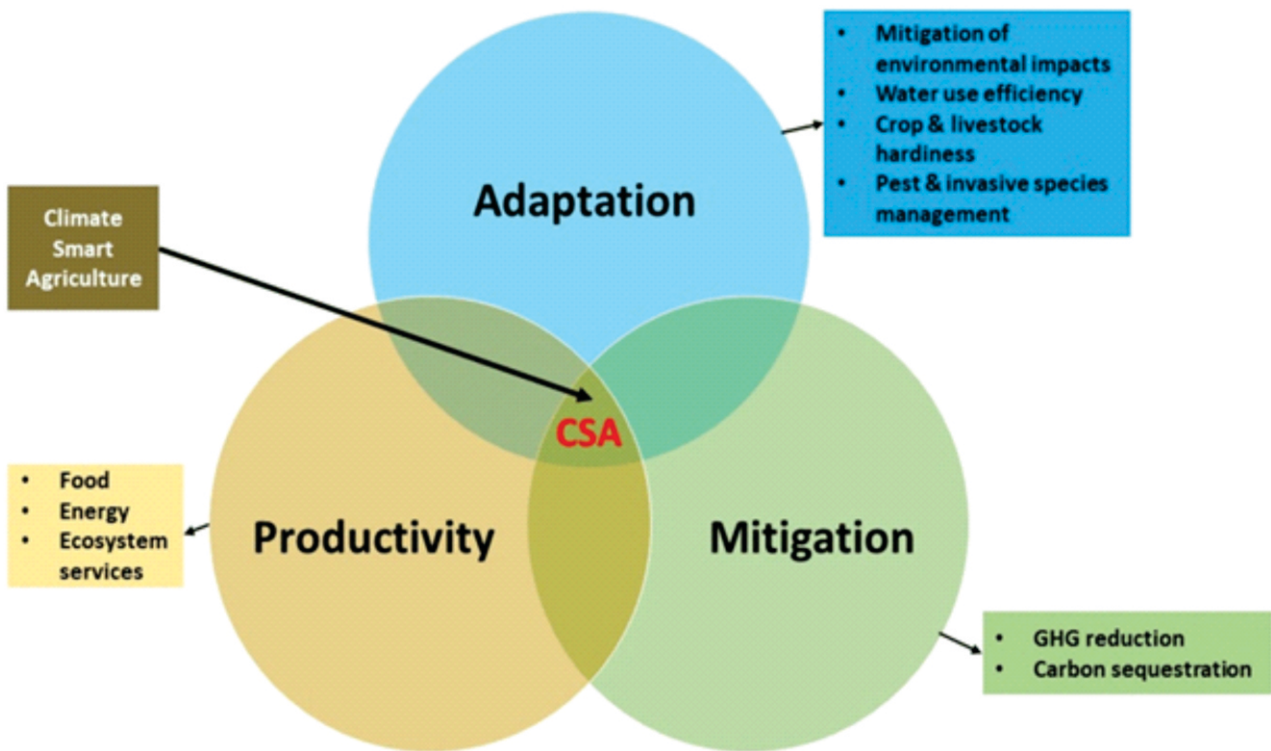 • Mitigation of
environmental impacts
• Water use efficiency
• Crop & livestock
hardiness
• Pest & invasive species
management
Adaptation
Climate
Smart
Agriculture
CSA
• Food
• Energy
• Ecosystem
services
Productivity
Mitigation
• GHG reduction
• Carbon sequestration